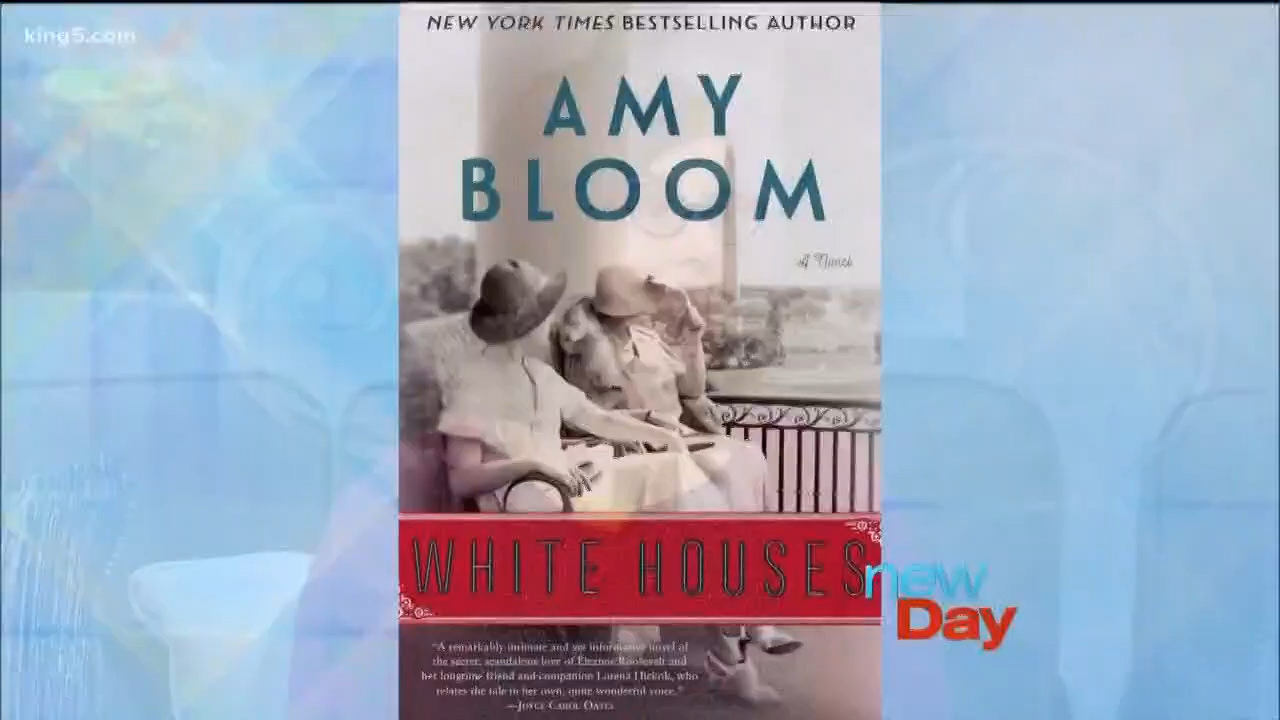 king5.com
NEW YORK TIMES BESTSELLING AUTHOR
AMY
BLOOM
A Novel
WHITE HOUSES
new
Day
"A remarkably intimate and yet informative novel of
the secret, scandalous love of Eleanor Roosevelt and
her longtime friend and companion Lorena Hickok, who
relates the tale in her own, quite wonderful voice."
—JOYCE CAROL OATES